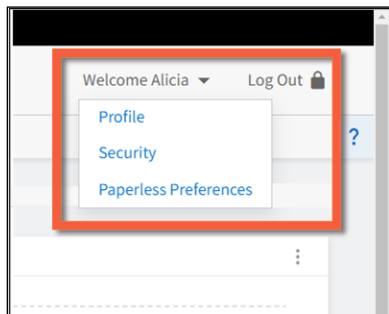 Welcome Alicia Log Out
Profile
?
Security
Paperless Preferences